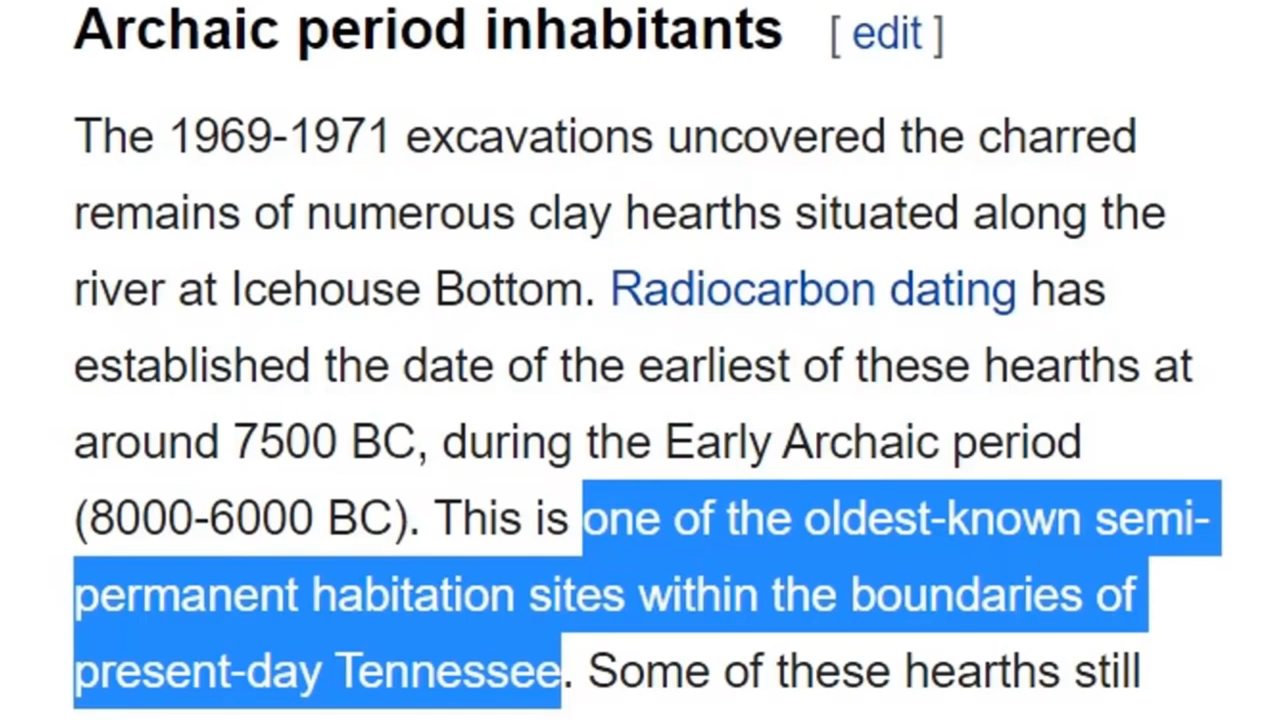 Archaic period inhabitants [ edit ]
The 1969-1971 excavations uncovered the charred
remains of numerous clay hearths situated along the
river at Icehouse Bottom. Radiocarbon dating has
established the date of the earliest of these hearths at
around 7500 BC, during the Early Archaic period
(8000-6000 BC). This is one of the oldest-known semi-
permanent habitation sites within the boundaries of
present-day Tennessee. Some of these hearths still